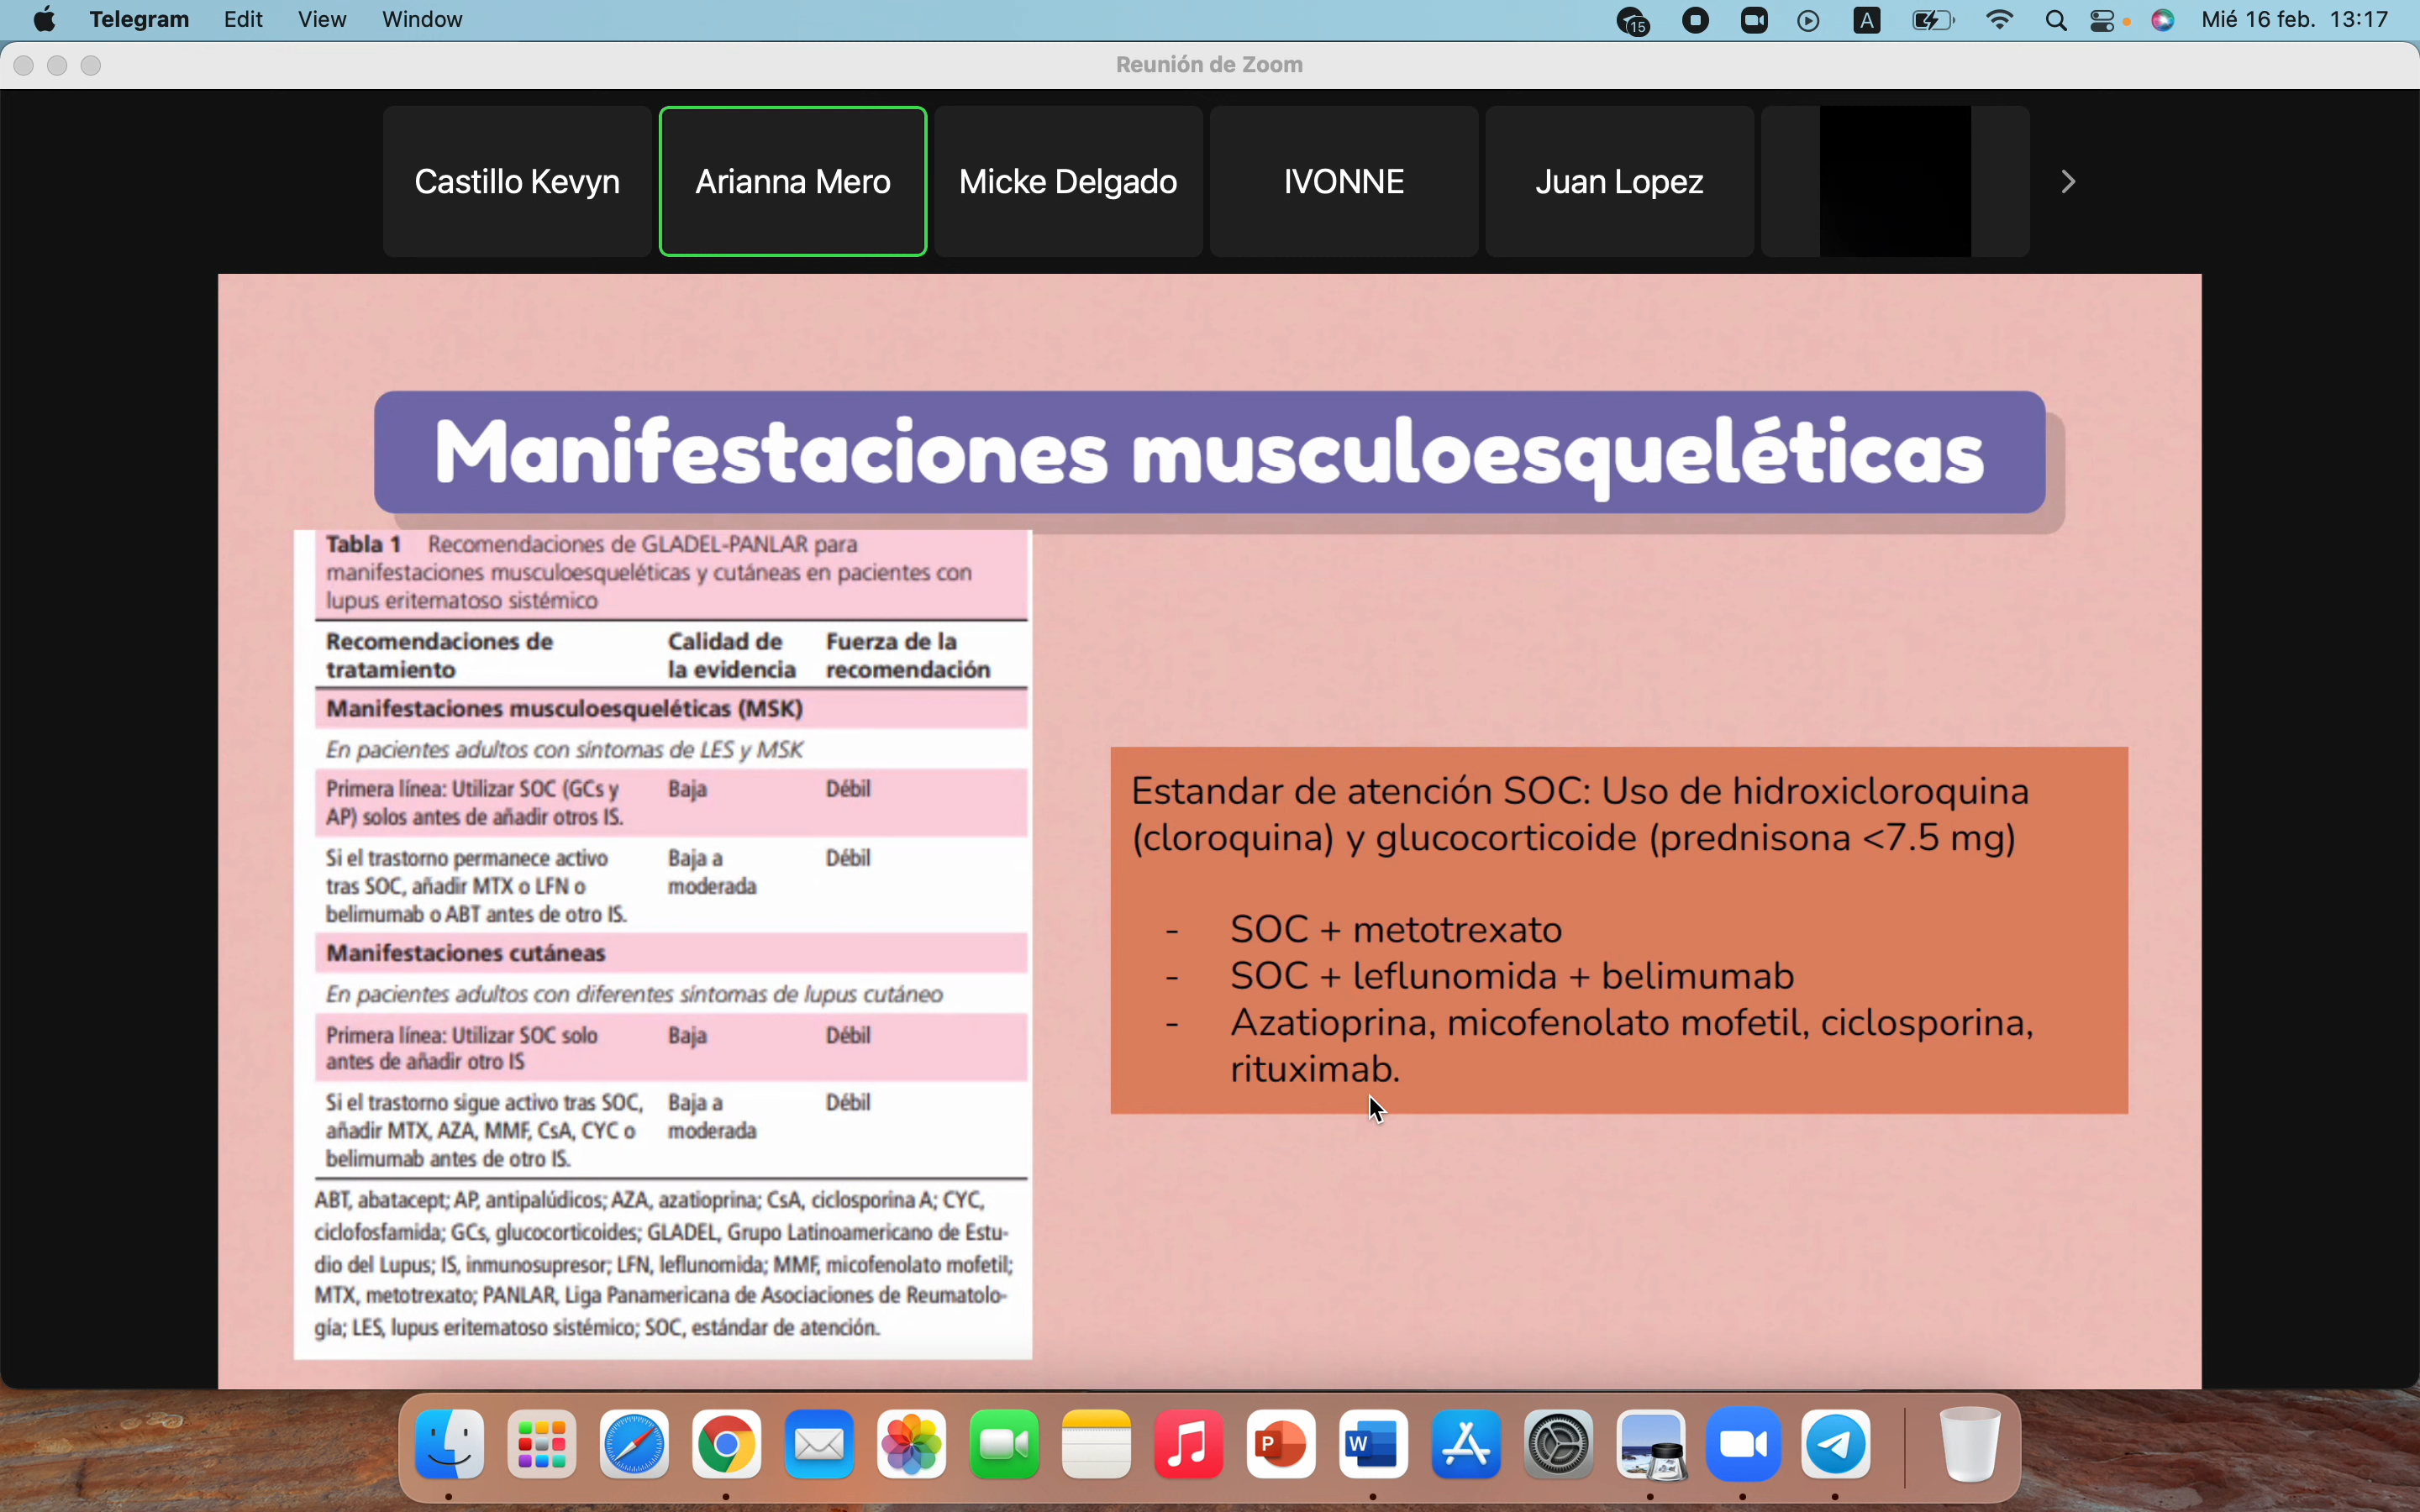 Telegram Edit View Window
15 A Mié 16 feb. 13:17
Reunión de Zoom
Castillo Kevyn Arianna Mero Micke Delgado IVONNE Juan Lopez
Manifestaciones musculoesqueléticas
Tabla 1 Recomendaciones de GLADEL-PANLAR para
manifestaciones musculoesqueléticas y cutáneas en pacientes con
lupus eritematoso sistémico
Recomendaciones de Calidad de Fuerza de la
tratamiento la evidencia recomendación
Manifestaciones musculoesqueléticas (MSK)
En pacientes adultos con síntomas de LES y MSK
Primera línea: Utilizar SOC (GCs y Baja Débil
AP) solos antes de añadir otros IS.
Si el trastorno permanece activo Baja a Débil
tras SOC, añadir MTX o LFN o moderada
belimumab o ABT antes de otro IS.
Manifestaciones cutáneas
En pacientes adultos con diferentes síntomas de lupus cutáneo
Primera línea: Utilizar SOC solo Baja Débil
antes de añadir otro IS
Si el trastorno sigue activo tras SOC, Baja a Débil
añadir MTX, AZA, MMF, CsA, CYC o moderada
belimumab antes de otro IS.
ABT, abatacept; AP, antipalúdicos; AZA, azatioprina; CsA, ciclosporina A; CYC,
ciclofosfamida; GCs, glucocorticoides; GLADEL, Grupo Latinoamericano de Estu-
dio del Lupus; IS, inmunosupresor; LFN, leflunomida; MMF, micofenolato mofetil;
MTX, metotrexato; PANLAR, Liga Panamericana de Asociaciones de Reumatolo-
gía; LES, lupus eritematoso sistémico; SOC, estándar de atención.
Estandar de atención SOC: Uso de hidroxicloroquina
(cloroquina) y glucocorticoide (prednisona <7.5 mg)
- SOC + metotrexato
- SOC + leflunomida + belimumab
- Azatioprina, micofenolato mofetil, ciclosporina,
rituximab.
P W